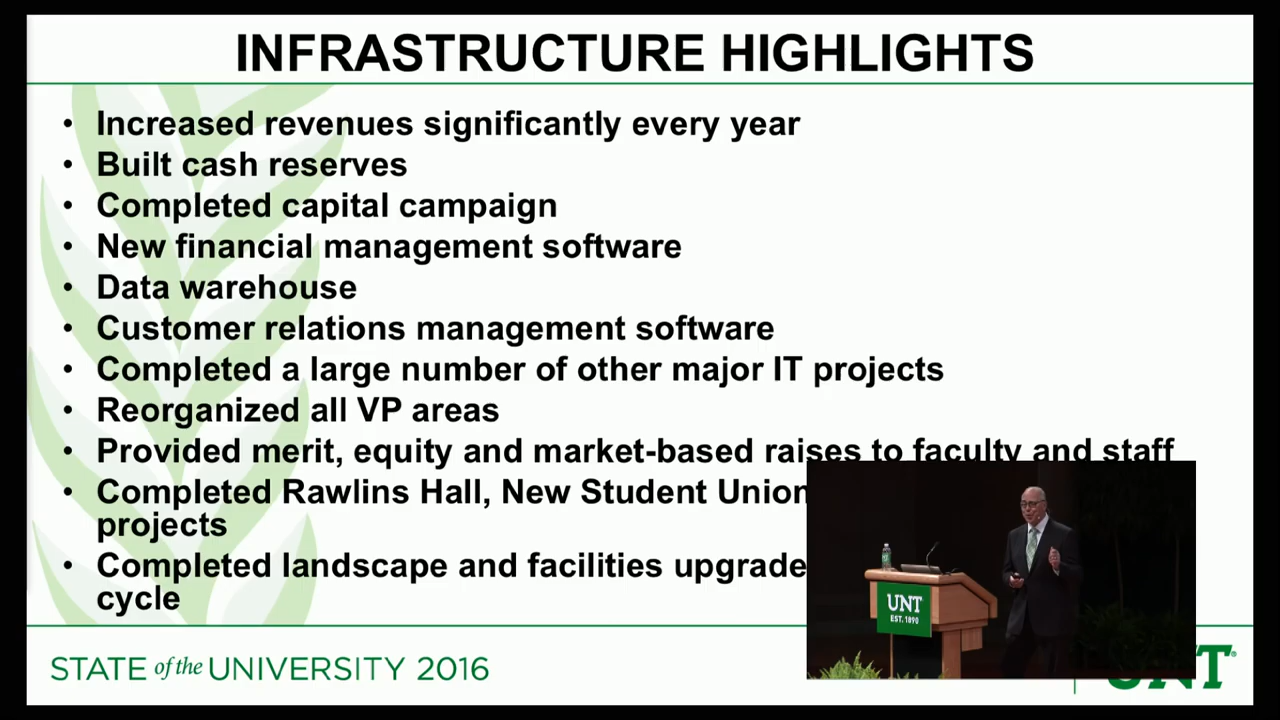 INFRASTRUCTURE HIGHLIGHTS
• Increased revenues significantly every year
• Built cash reserves
• Completed capital campaign
• New financial management software
• Data warehouse
• Customer relations management software
• Completed a large number of other major IT projects
• Reorganized all VP areas
• Provided merit, equity and market-based raises to faculty and staff
• Completed Rawlins Hall, New Student Union
projects
• Completed landscape and facilities upgrade
cycle
UNT
EST. 1890
STATE of the UNIVERSITY 2016
UNT